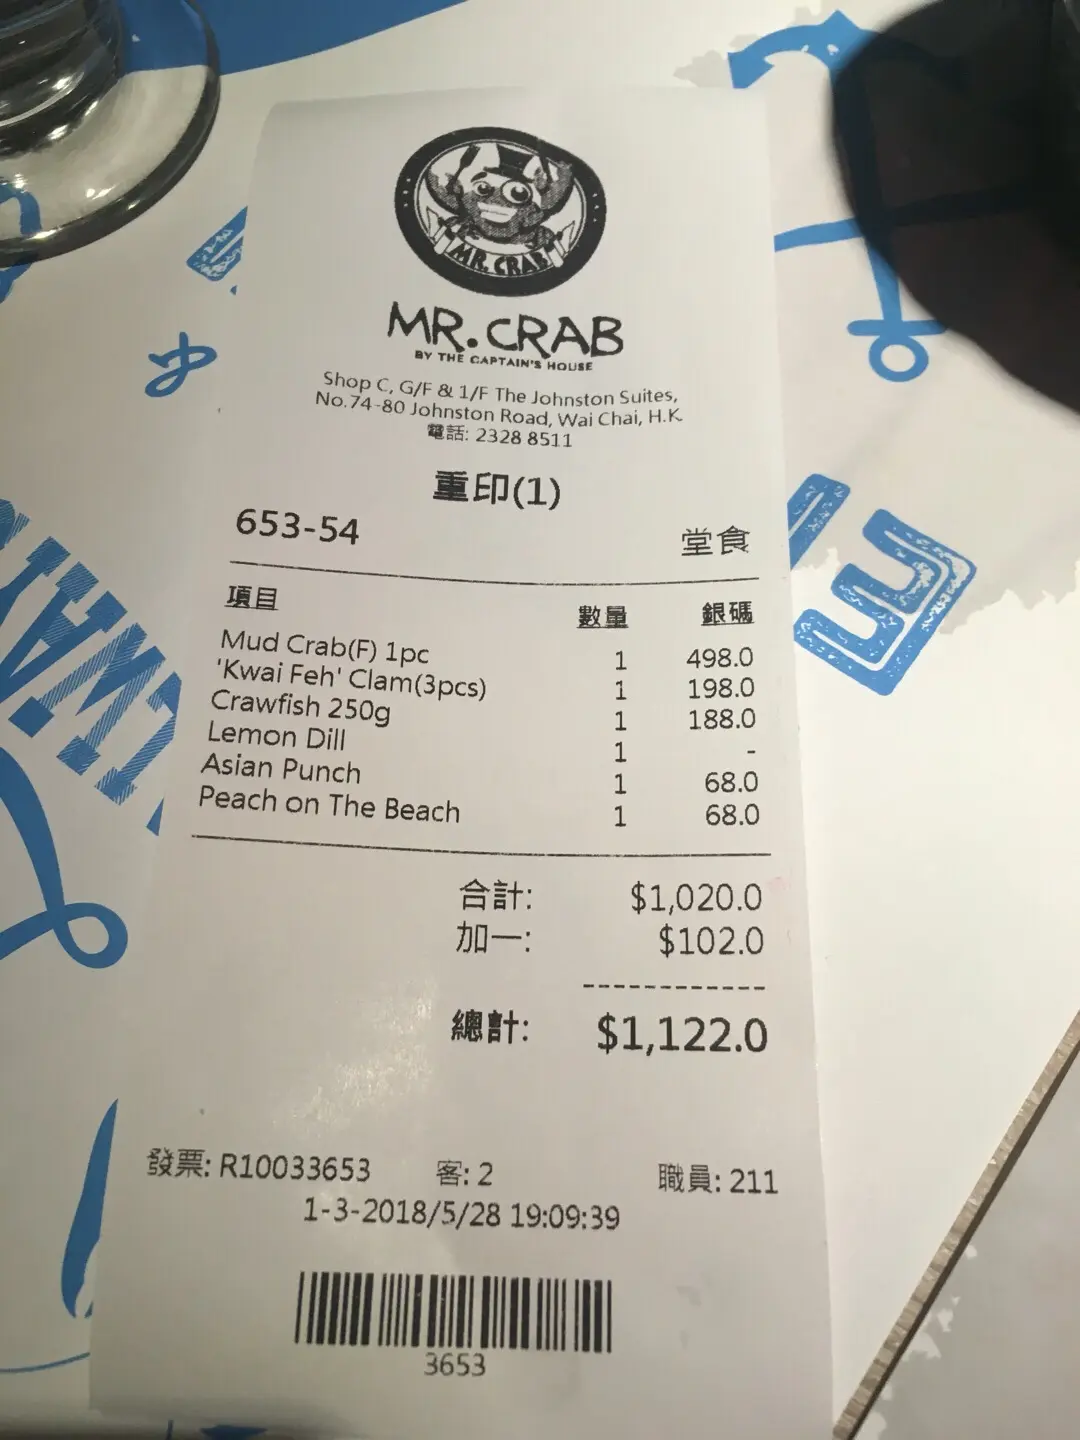 MR. CRAB
MR. CRAB
BY THE CAPTAIN'S HOUSE
Shop C, G/F & 1/F The Johnston Suites,
No.74-80 Johnston Road, Wai Chai, H.K.
電話: 2328 8511
重印(1)
653-54 堂食
項目 數量 銀碼
Mud Crab(F) 1pc 1 498.0
'Kwai Feh' Clam(3pcs) 1 198.0
Crawfish 250g 1 188.0
Lemon Dill 1 -
Asian Punch 1 68.0
Peach on The Beach 1 68.0
合計: $1,020.0
加一: $102.0
------------
總計: $1,122.0
發票: R10033653 客: 2 職員: 211
1-3-2018/5/28 19:09:39
3653